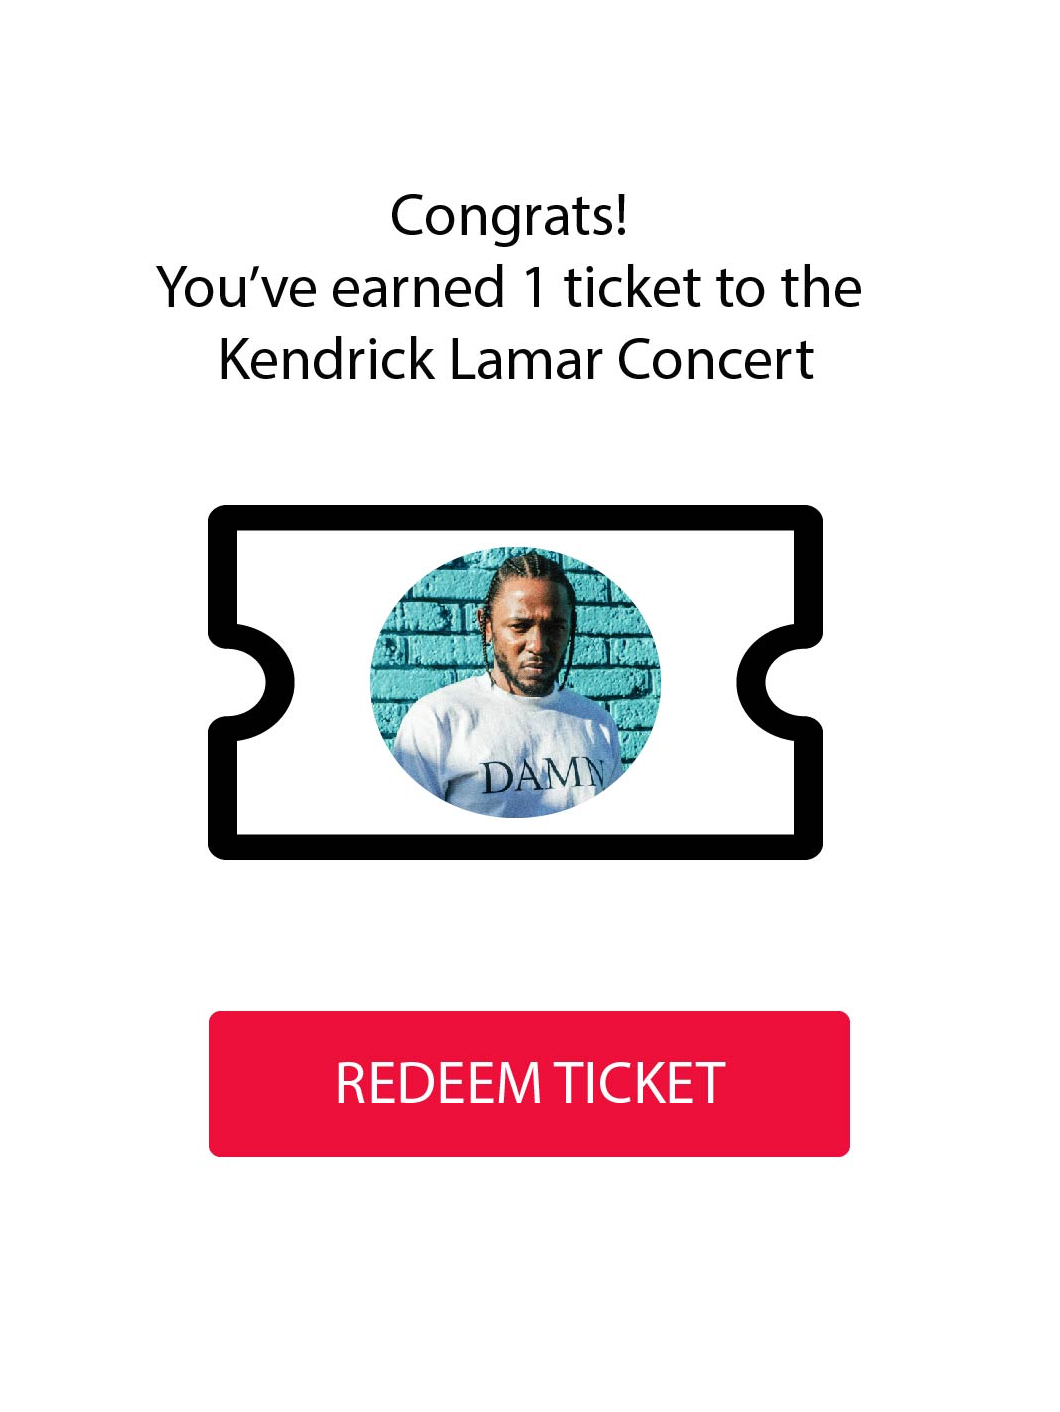 Congrats!
You’ve earned 1 ticket to the
Kendrick Lamar Concert
DAMN
REDEEM TICKET